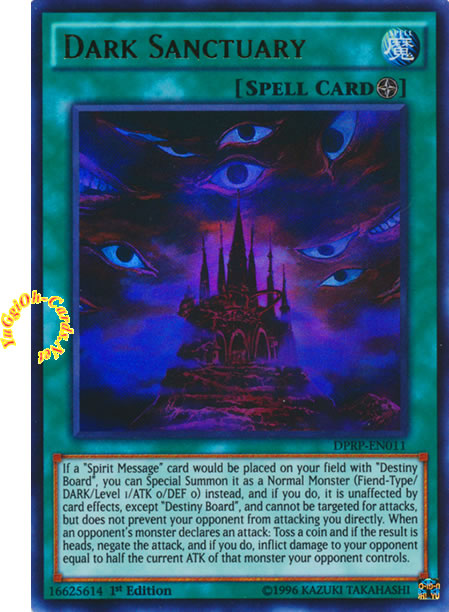 DARK SANCTUARY
魔
[SPELL CARD]
YuGgiOh-Cards.Net
DPRP-EN011
If a "Spirit Message" card would be placed on your field with "Destiny
Board", you can Special Summon it as a Normal Monster (Fiend-Type/
DARK/Level 1/ATK 0/DEF 0) instead, and if you do, it is unaffected by
card effects, except "Destiny Board", and cannot be targeted for attacks,
but does not prevent your opponent from attacking you directly. When
an opponent's monster declares an attack: Toss a coin and if the result is
heads, negate the attack, and if you do, inflict damage to your opponent
equal to half the current ATK of that monster your opponent controls.
16625614 1st Edition ©1996 KAZUKI TAKAHASHI